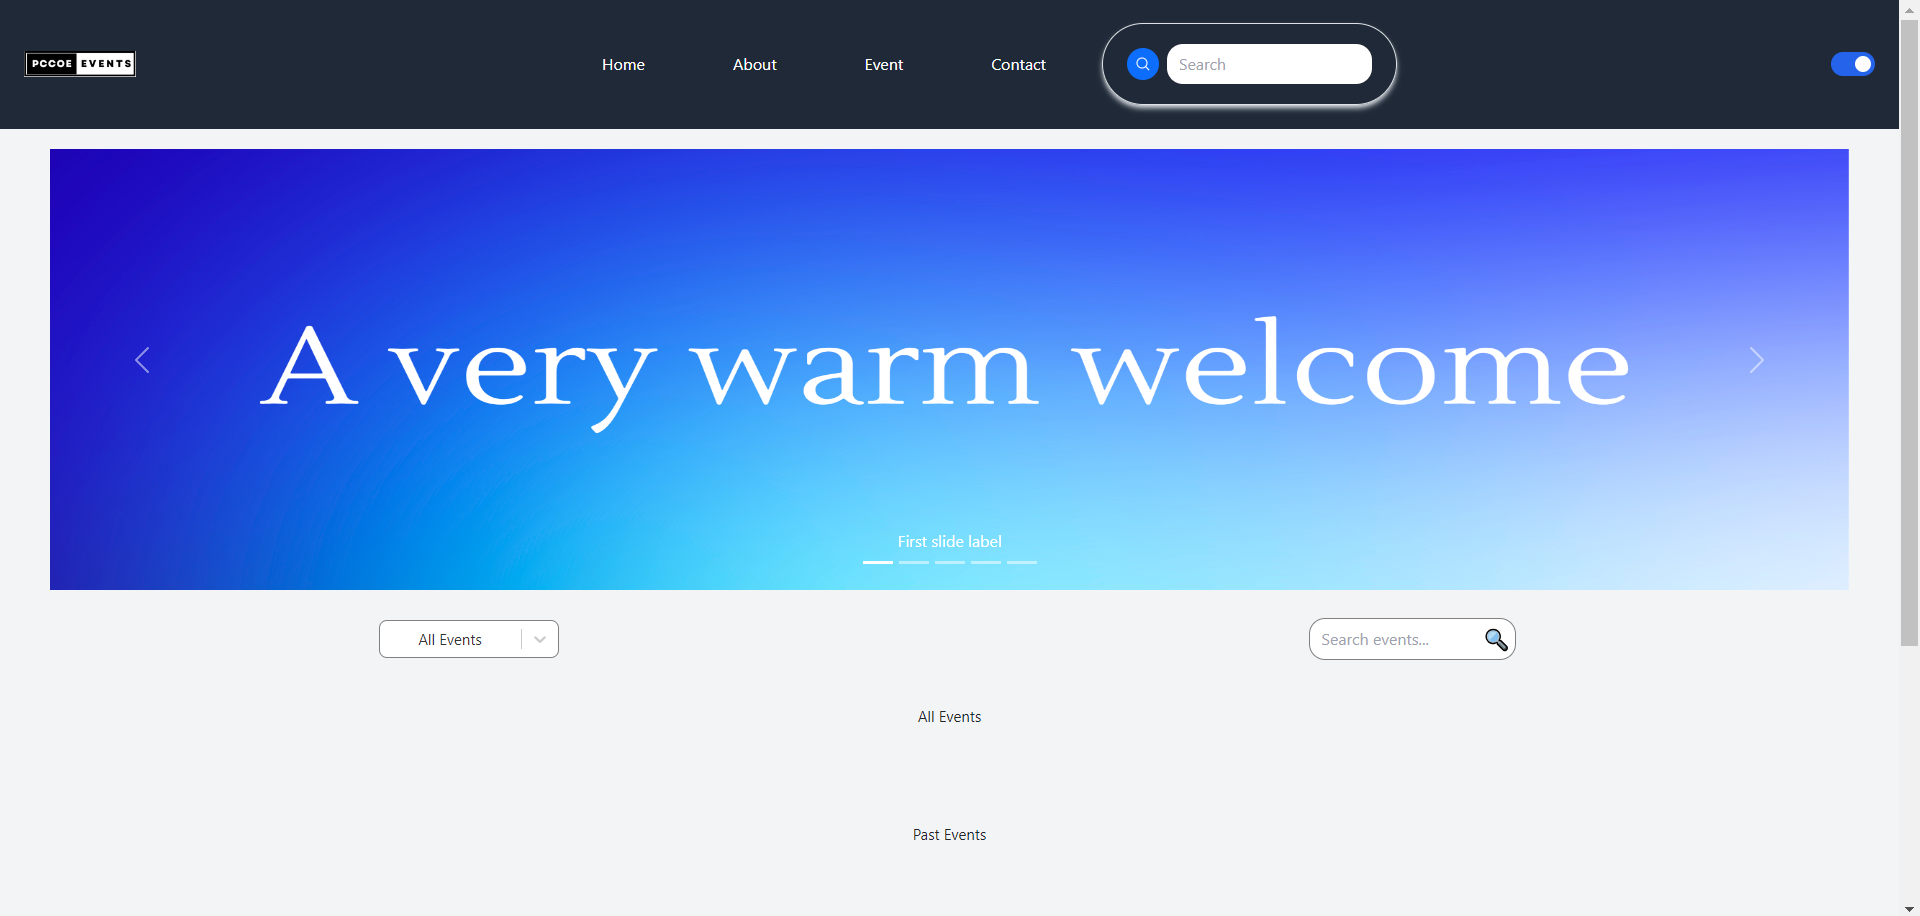 PCCOE EVENTS
Home
About
Event
Contact
Search
A very warm welcome
First slide label
All Events
Search events...
All Events
Past Events